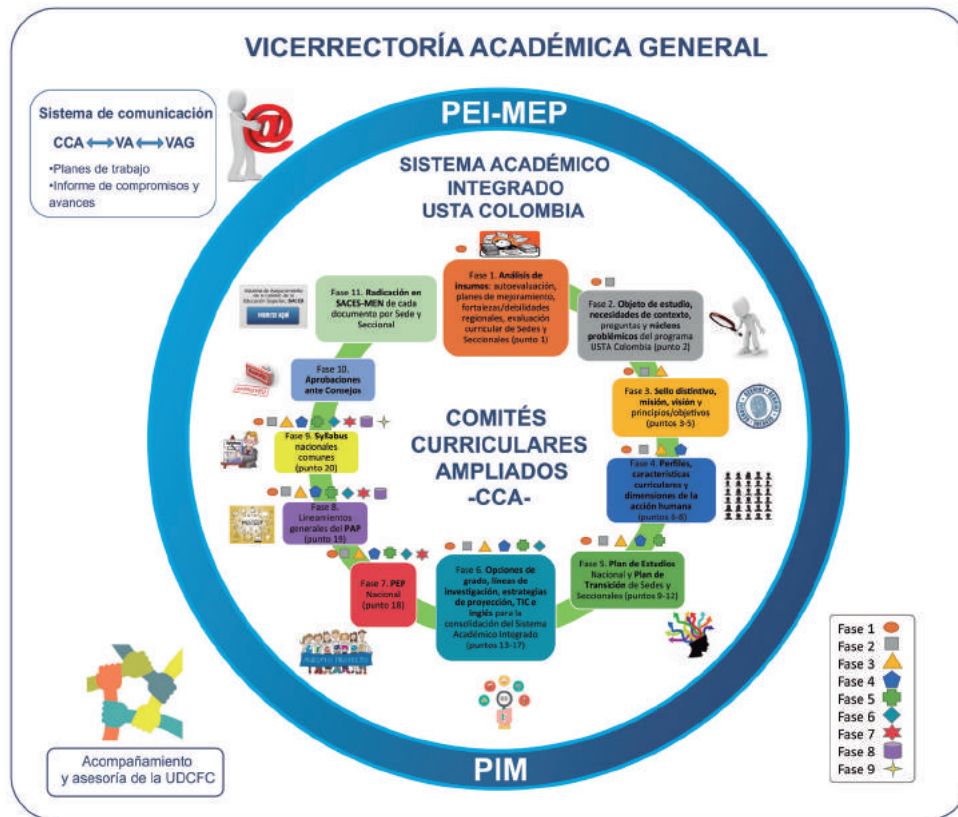 VICERRECTORÍA ACADÉMICA GENERAL
Sistema de comunicación
CCA VA VAG
•Planes de trabajo
•Informe de compromisos y
avances
PEI-MEP
SISTEMA ACADÉMICO
INTEGRADO
USTA COLOMBIA
Fase 1. Análisis de
insumos: autoevaluación,
planes de mejoramiento,
fortalezas/debilidades
regionales, evaluación
curricular de Sedes y
Seccionales (punto 1)
Fase 2. Objeto de estudio,
necesidades de contexto,
preguntas y núcleos
problémicos del programa
USTA Colombia (punto 2)
Fase 3. Sello distintivo,
misión, visión y
principios/objetivos
(puntos 3-5)
Fase 4. Perfiles,
características
curriculares y
dimensiones de la
acción humana
(puntos 6-8)
Fase 5. Plan de Estudios
Nacional y Plan de
Transición de Sedes y
Seccionales (puntos 9-12)
Fase 6. Opciones de
grado, líneas de
investigación, estrategias
de proyección, TIC e
inglés para la
consolidación del Sistema
Académico Integrado
(puntos 13-17)
Fase 7. PEP
Nacional
(punto 18)
Fase 8.
Lineamientos
generales del PAP
(punto 19)
Fase 9. Syllabus
nacionales
comunes
(punto 20)
Fase 10.
Aprobaciones
ante Consejos
Fase 11. Radicación en
SACES-MEN de cada
documento por Sede y
Seccional
Educación Superior, SACES
COMITÉS
CURRICULARES
AMPLIADOS
-CCA-
PIM
Acompañamiento
y asesoría de la UDCFC
Fase 1
Fase 2
Fase 3
Fase 4
Fase 5
Fase 6
Fase 7
Fase 8
Fase 9